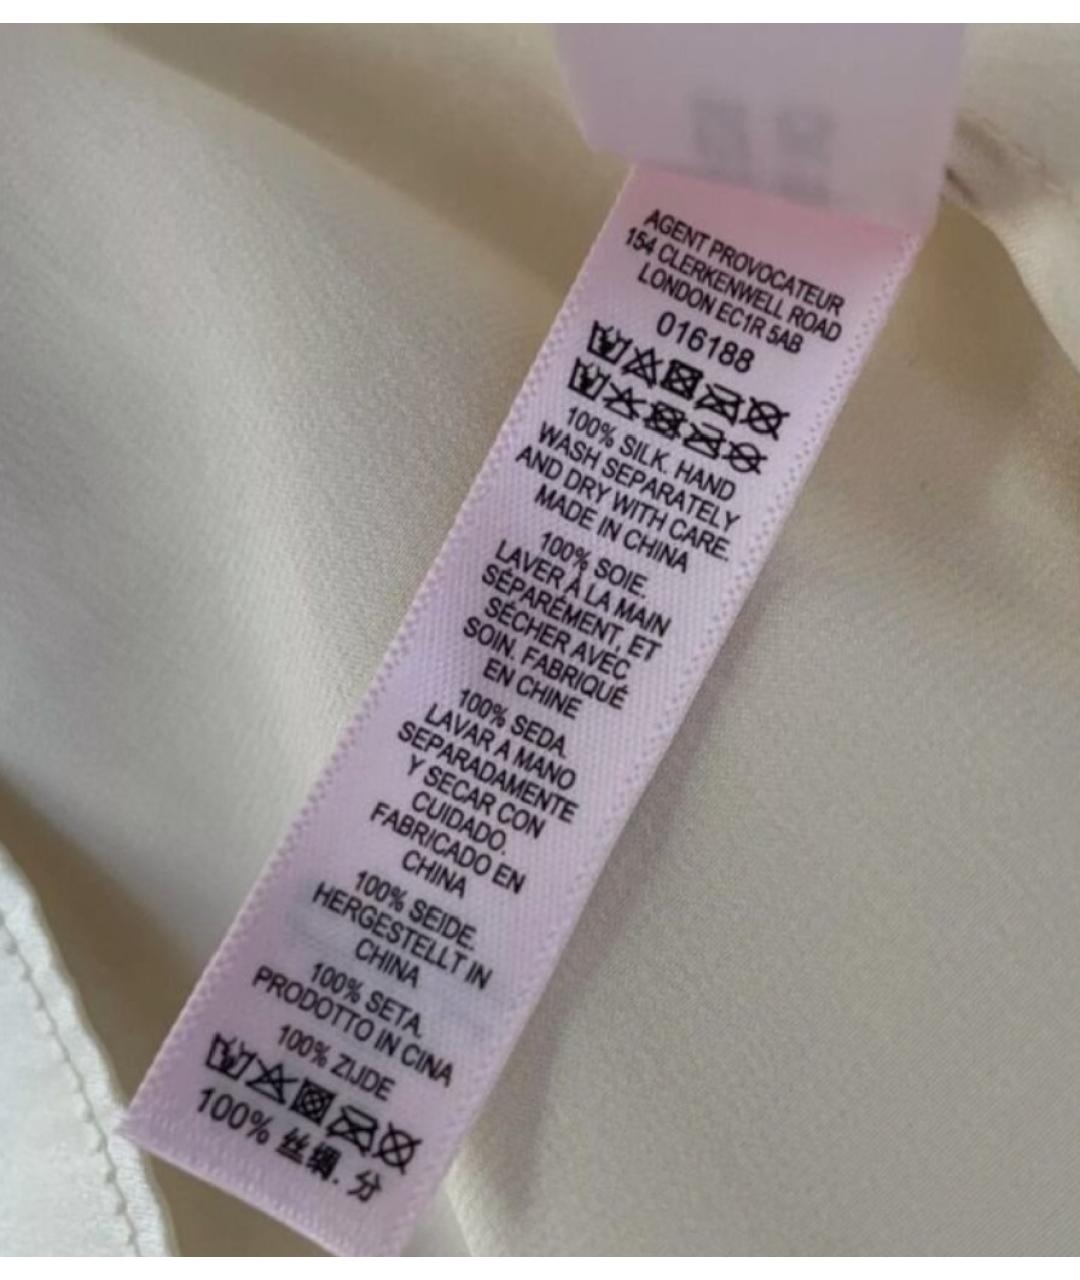 AGENT PROVOCATEUR
154 CLERKENWELL ROAD
LONDON EC1R 5AB
016188
100% SILK. HAND
WASH SEPARATELY
AND DRY WITH CARE.
MADE IN CHINA
100% SOIE.
LAVER À LA MAIN
SÉPARÉMENT, ET
SÉCHER AVEC
SOIN. FABRIQUÉ
EN CHINE
100% SEDA.
LAVAR A MANO
SEPARADAMENTE
Y SECAR CON
CUIDADO.
FABRICADO EN
CHINA
100% SEIDE.
HERGESTELLT IN
CHINA
100% SETA.
PRODOTTO IN CINA
100% ZIJDE
100% 丝绸. 分